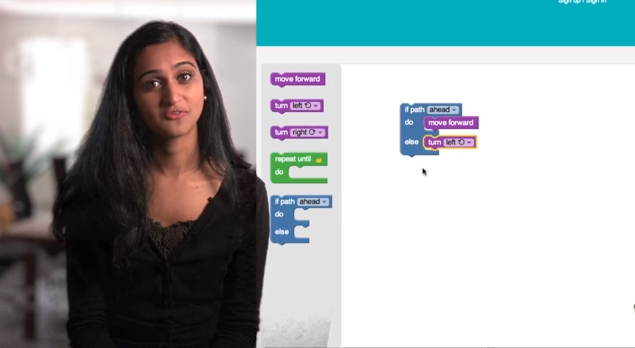 Sign up / Sign in
move forward
turn left
turn right
repeat until
do
if path ahead
do
else
if path ahead
do move forward
else turn left